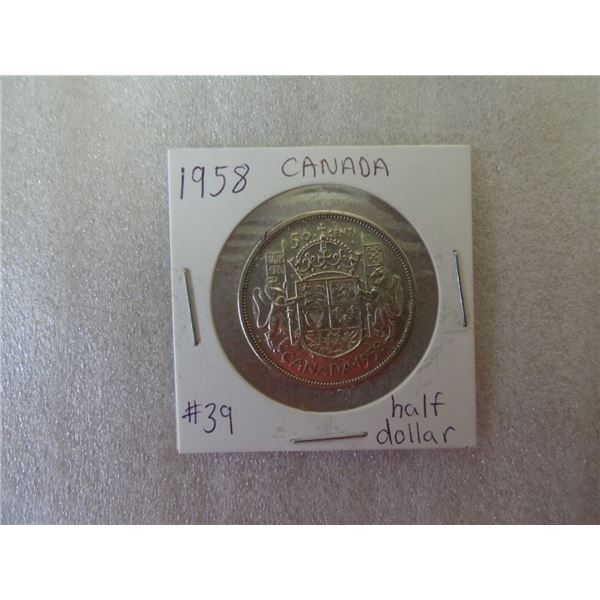 1958 CANADA
50 CENTS
CANADA 1958
#39
half
dollar